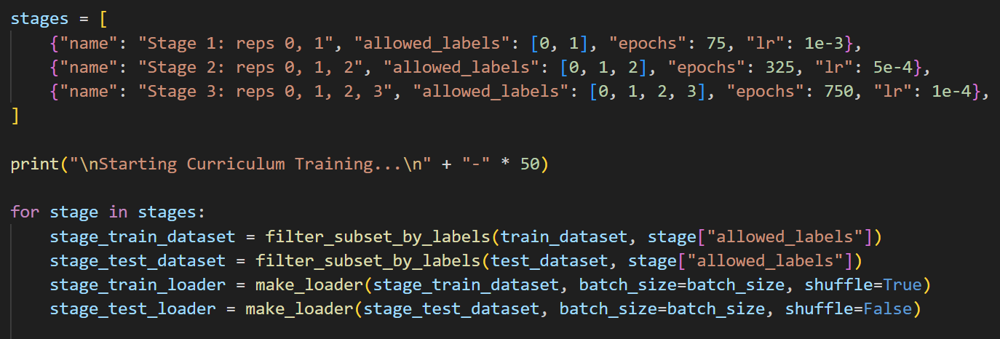 stages = [
    {"name": "Stage 1: reps 0, 1", "allowed_labels": [0, 1], "epochs": 75, "lr": 1e-3},
    {"name": "Stage 2: reps 0, 1, 2", "allowed_labels": [0, 1, 2], "epochs": 325, "lr": 5e-4},
    {"name": "Stage 3: reps 0, 1, 2, 3", "allowed_labels": [0, 1, 2, 3], "epochs": 750, "lr": 1e-4},
]

print("\nStarting Curriculum Training...\n" + "-" * 50)

for stage in stages:
    stage_train_dataset = filter_subset_by_labels(train_dataset, stage["allowed_labels"])
    stage_test_dataset = filter_subset_by_labels(test_dataset, stage["allowed_labels"])
    stage_train_loader = make_loader(stage_train_dataset, batch_size=batch_size, shuffle=True)
    stage_test_loader = make_loader(stage_test_dataset, batch_size=batch_size, shuffle=False)